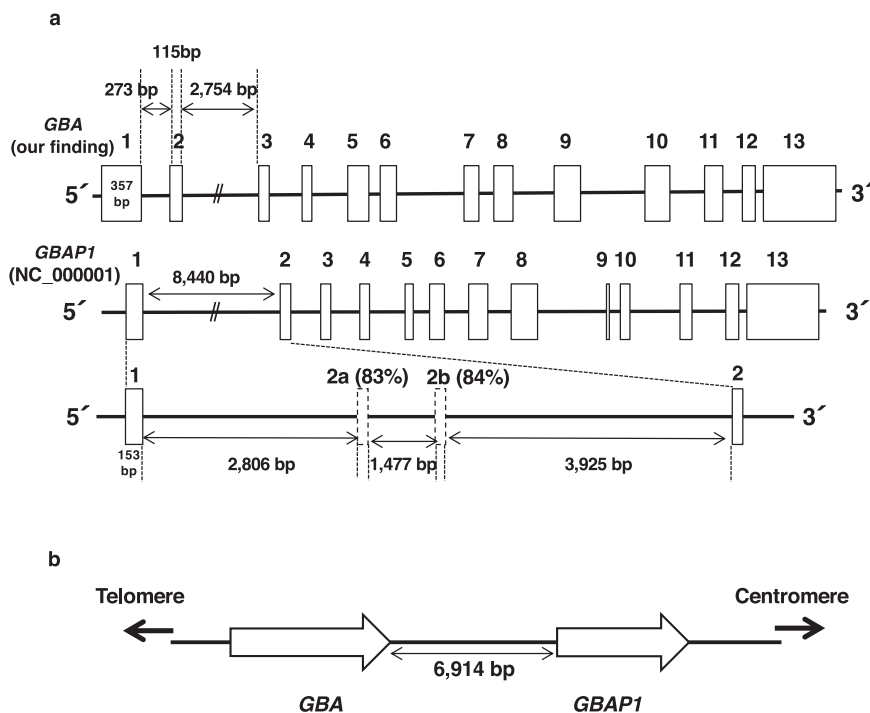 a
115bp
273 bp
2,754 bp
GBA
(our finding)
1 2 3 4 5 6 7 8 9 10 11 12 13
5´ 357 bp // 3´
GBAP1
(NC_000001)
1 2 3 4 5 6 7 8 9 10 11 12 13
8,440 bp
5´ // 3´
1 2a (83%) 2b (84%) 2
5´ 3´
153 bp
2,806 bp 1,477 bp 3,925 bp
b
Telomere Centromere
6,914 bp
GBA GBAP1